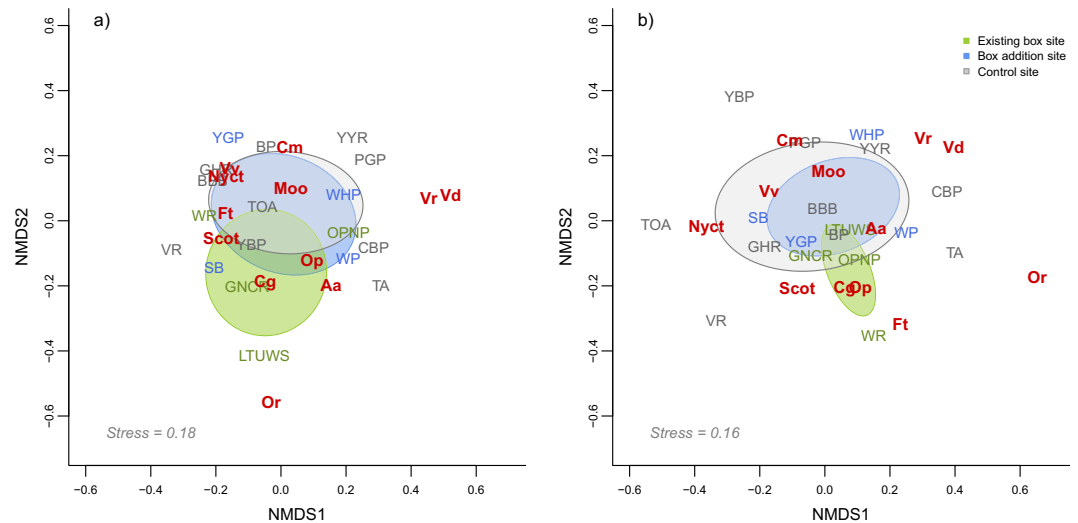 a)
0.6
0.4
0.2
0.0
−0.2
−0.4
−0.6
NMDS2
YGP
BP
Cm
YYR
PGP
GHR
Vv
Nyct
BBB
Moo
WHP
Vr
Vd
TOA
WR
Ft
OPNP
Scot
YBP
CBP
VR
Op
WP
SB
Cg
GNCR
Aa
TA
LTUWS
Or
Stress = 0.18
−0.6
−0.4
−0.2
0.0
0.2
0.4
0.6
NMDS1
b)
Existing box site
Box addition site
Control site
0.6
0.4
0.2
0.0
−0.2
−0.4
−0.6
NMDS2
YBP
Cm
PGP
WHP
YYR
Vr
Vd
Moo
Vv
CBP
SB
BBB
TOA
Nyct
LTUWS
Aa
BP
WP
YGP
GHR
GNCR
OPNP
TA
Or
Scot
Cg
Op
VR
Ft
WR
Stress = 0.16
−0.6
−0.4
−0.2
0.0
0.2
0.4
0.6
NMDS1